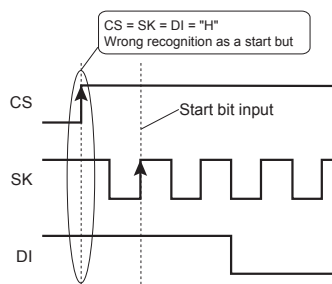 CS = SK = DI = "H"
Wrong recognition as a start but
CS
Start bit input
SK
DI